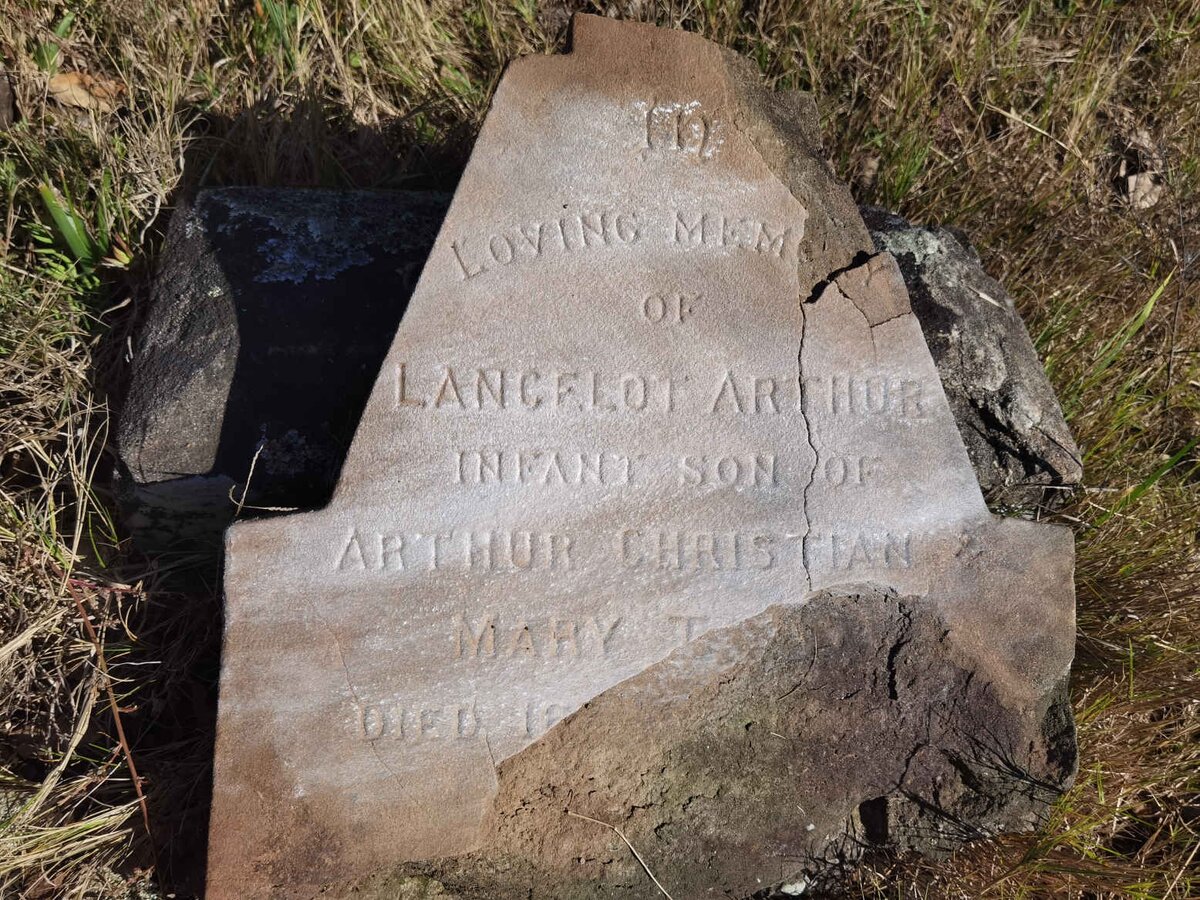 IN
LOVING MEM
OF
LANCELOT ARTHUR
INFANT SON OF
ARTHUR CHRISTIAN &
MARY
DIED